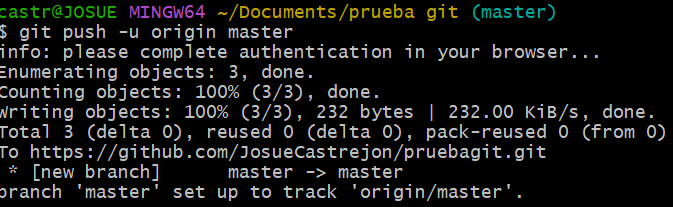 castr@JOSUE MINGW64 ~/Documents/prueba git (master)
$ git push -u origin master
info: please complete authentication in your browser...
Enumerating objects: 3, done.
Counting objects: 100% (3/3), done.
Writing objects: 100% (3/3), 232 bytes | 232.00 KiB/s, done.
Total 3 (delta 0), reused 0 (delta 0), pack-reused 0 (from 0)
To https://github.com/JosueCastrejon/pruebagit.git
 * [new branch]      master -> master
branch 'master' set up to track 'origin/master'.